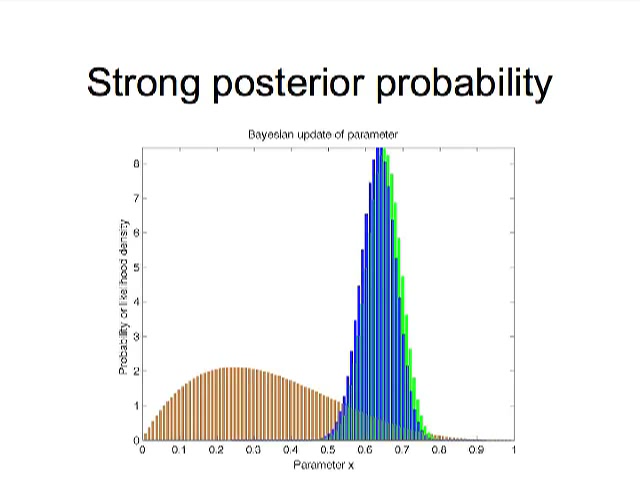 Strong posterior probability
Bayesian update of parameter
Probability or likelihood density
8
7
6
5
4
3
2
1
0
0 0.1 0.2 0.3 0.4 0.5 0.6 0.7 0.8 0.9 1
Parameter x